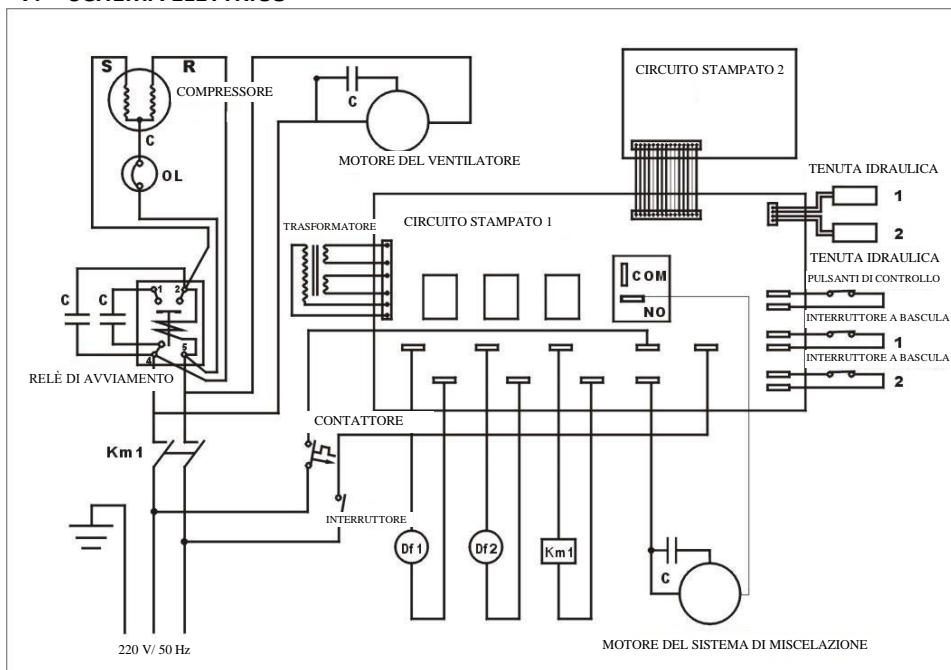 S
R
COMPRESSORE
C
OL
C
MOTORE DEL VENTILATORE
CIRCUITO STAMPATO 2
TENUTA IDRAULICA
1
2
TENUTA IDRAULICA
CIRCUITO STAMPATO 1
TRASFORMATORE
COM
NO
PULSANTI DI CONTROLLO
INTERRUTTORE A BASCULA
1
INTERRUTTORE A BASCULA
2
C
C
1
2
4
5
RELÈ DI AVVIAMENTO
CONTATTORE
Km1
INTERRUTTORE
Df1
Df2
Km1
C
MOTORE DEL SISTEMA DI MISCELAZIONE
220 V/ 50 Hz